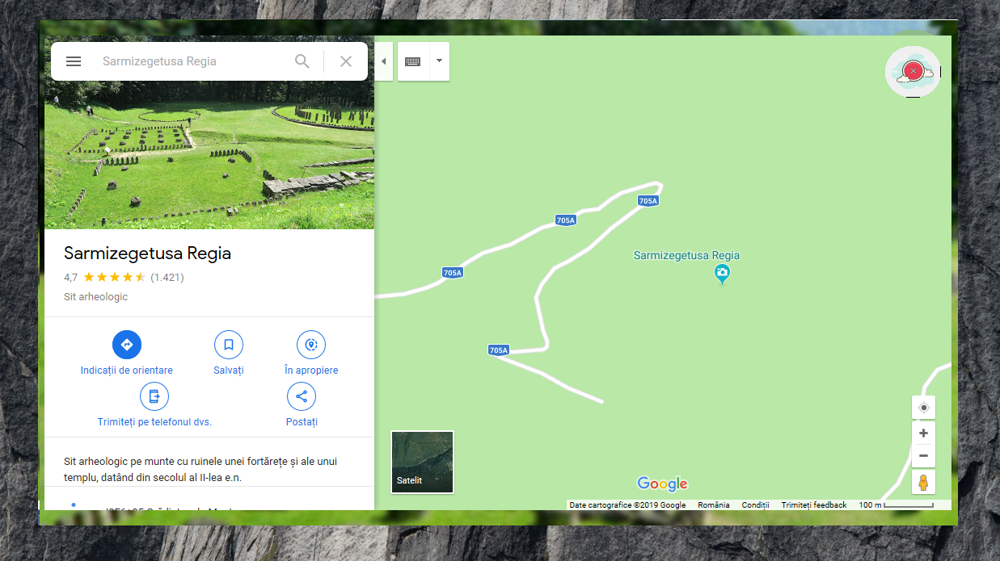 Sarmizegetusa Regia
Sarmizegetusa Regia
4,7 (1.421)
Sit arheologic
Indicații de orientare
Salvați
În apropiere
Trimiteți pe telefonul dvs.
Postați
Sit arheologic pe munte cu ruinele unei fortărețe și ale unui
templu, datând din secolul al II-lea e.n.
705A
705A
705A
Sarmizegetusa Regia
705A
Satelit
Google
Date cartografice ©2019 Google România Condiții Trimiteți feedback 100 m